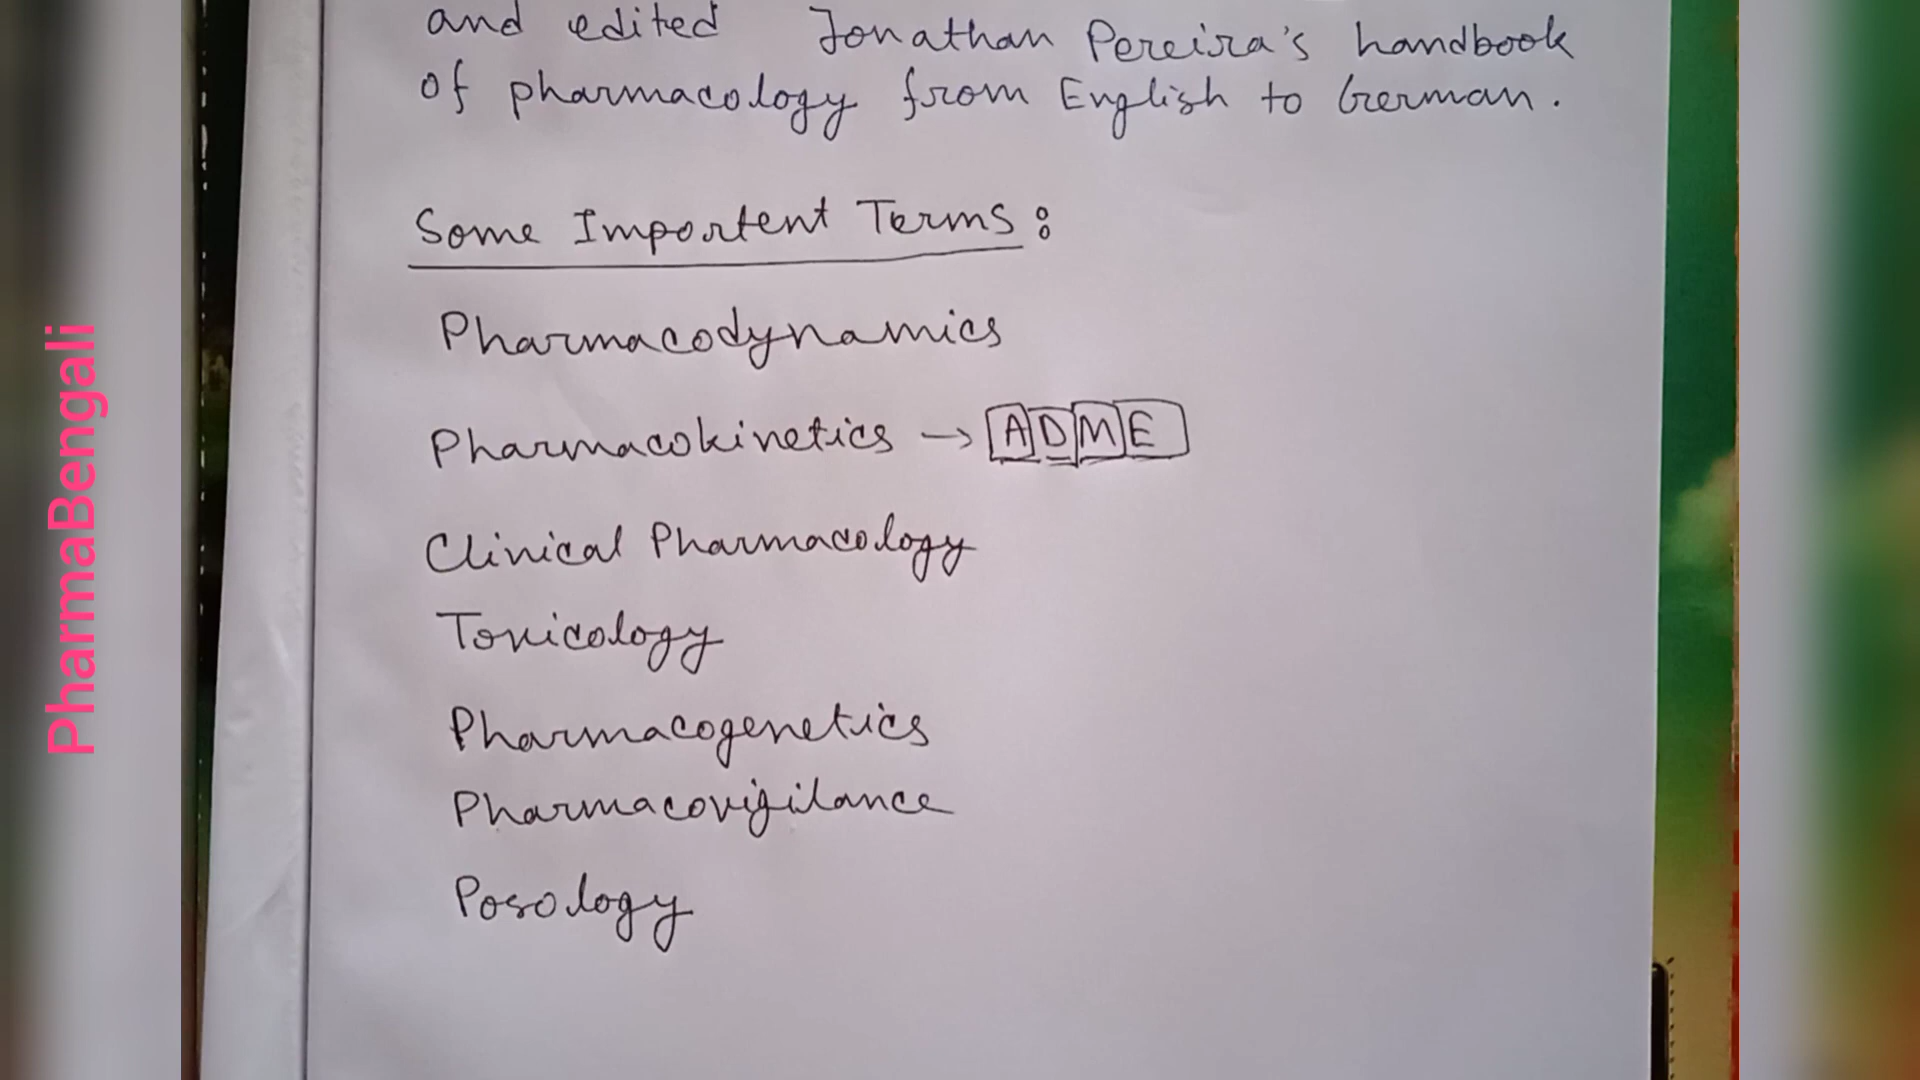 and edited Jonathan Pereira's handbook
of pharmacology from English to German.
Some Importent Terms :
Pharmacodynamics
Pharmacokinetics → ADME
Clinical Pharmacology
Toxicology
Pharmacogenetics
Pharmacovigilance
Posology
PharmaBengali